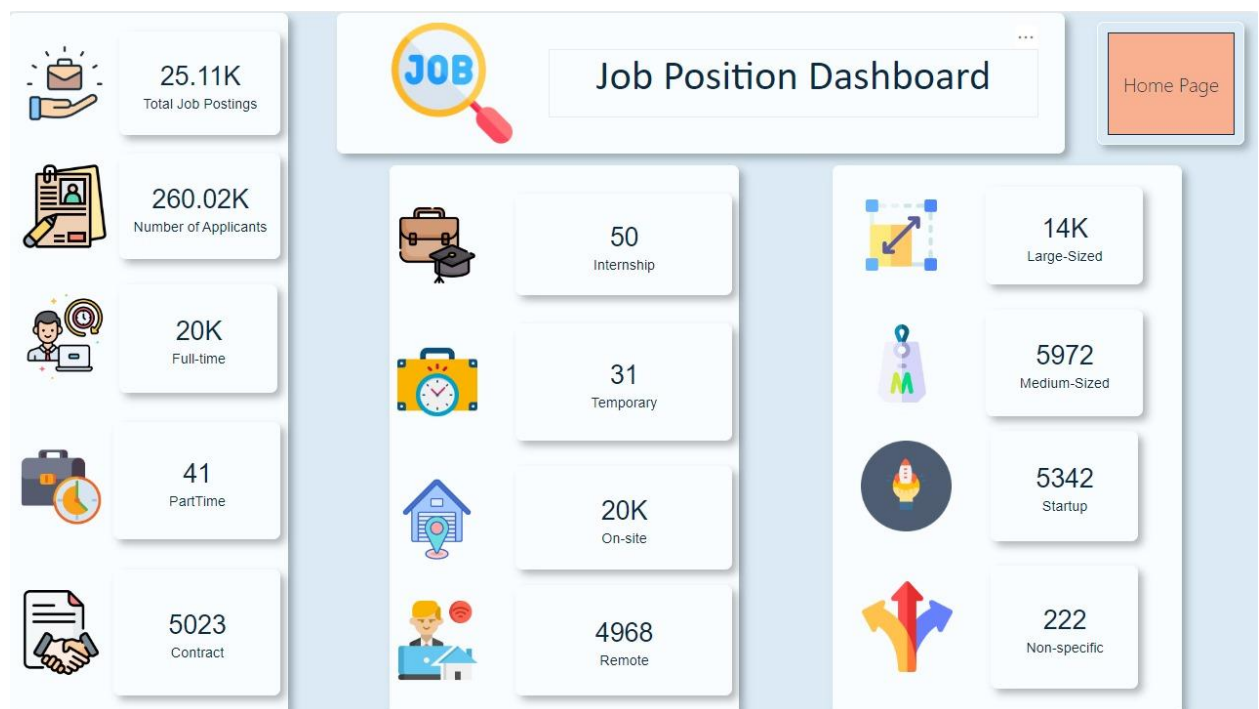 JOB
Job Position Dashboard
...
Home Page
25.11K
Total Job Postings
260.02K
Number of Applicants
20K
Full-time
41
PartTime
5023
Contract
50
Internship
31
Temporary
20K
On-site
4968
Remote
14K
Large-Sized
M
5972
Medium-Sized
5342
Startup
222
Non-specific